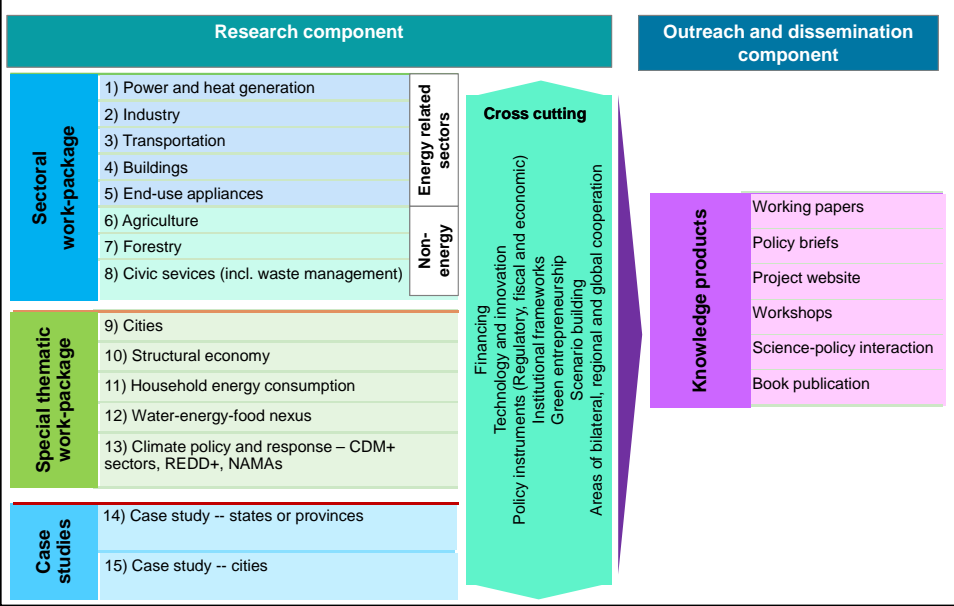 Research component
Outreach and dissemination
component
Sectoral
work-package
1) Power and heat generation
2) Industry
3) Transportation
4) Buildings
5) End-use appliances
6) Agriculture
7) Forestry
8) Civic sevices (incl. waste management)
Energy related
sectors
Non-
energy
Special thematic
work-package
9) Cities
10) Structural economy
11) Household energy consumption
12) Water-energy-food nexus
13) Climate policy and response – CDM+
sectors, REDD+, NAMAs
Case
studies
14) Case study -- states or provinces
15) Case study -- cities
Cross cutting
Financing
Technology and innovation
Policy instruments (Regulatory, fiscal and economic)
Institutional frameworks
Green entrepreneurship
Scenario building
Areas of bilateral, regional and global cooperation
Knowledge products
Working papers
Policy briefs
Project website
Workshops
Science-policy interaction
Book publication